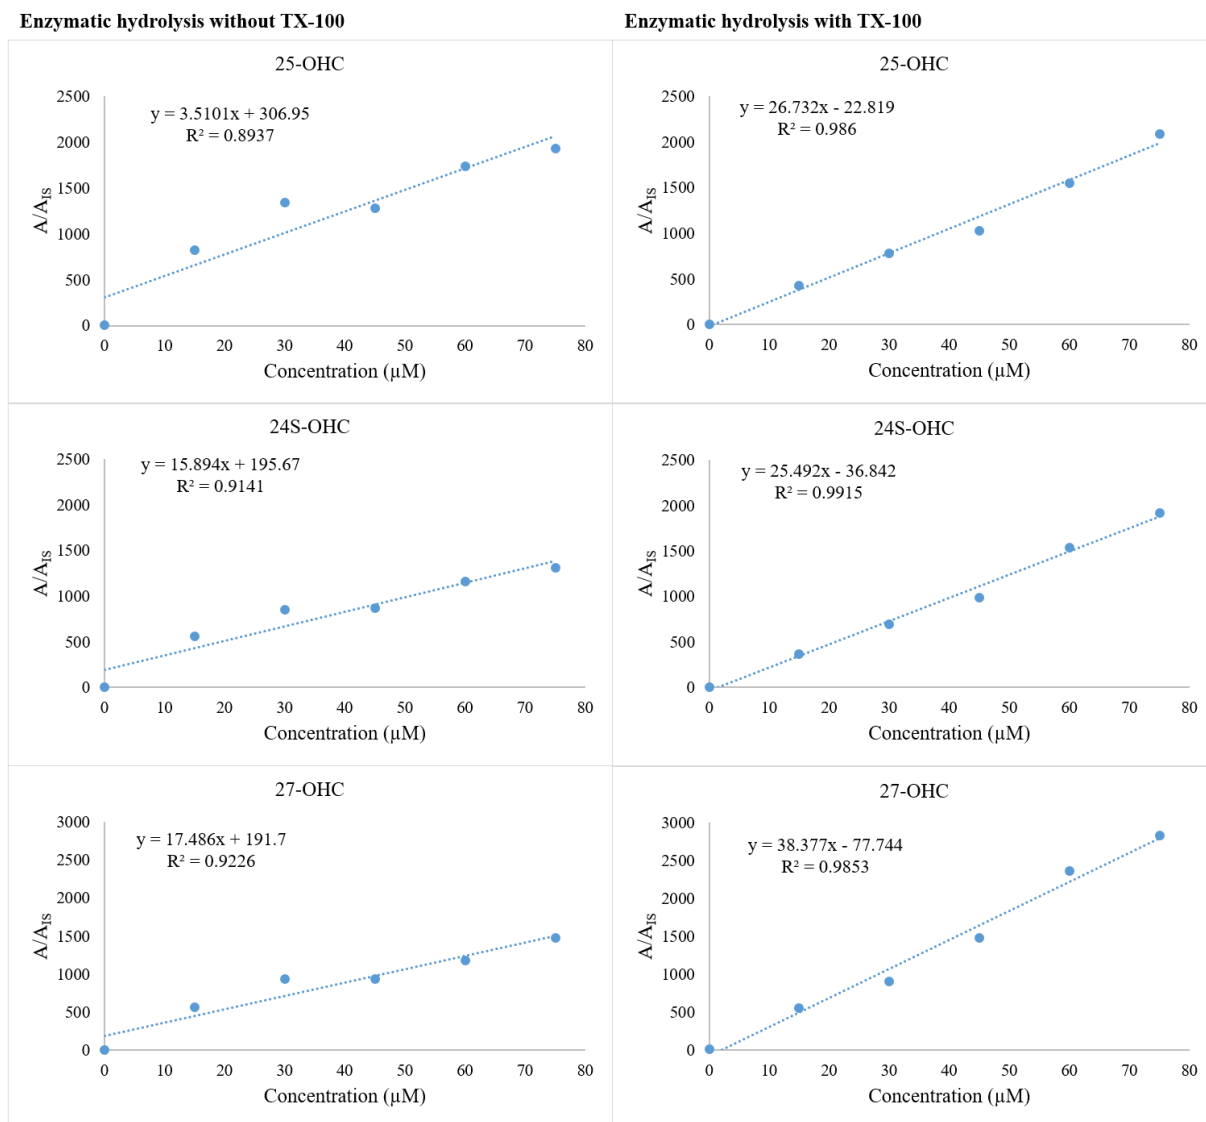 Enzymatic hydrolysis without TX-100
Enzymatic hydrolysis with TX-100
25-OHC
y = 3.5101x + 306.95
R² = 0.8937
2500
2000
1500
1000
500
0
A/A_IS
0 10 20 30 40 50 60 70 80
Concentration (µM)
25-OHC
y = 26.732x - 22.819
R² = 0.986
2500
2000
1500
1000
500
0
A/A_IS
0 10 20 30 40 50 60 70 80
Concentration (µM)
24S-OHC
y = 15.894x + 195.67
R² = 0.9141
2500
2000
1500
1000
500
0
A/A_IS
0 10 20 30 40 50 60 70 80
Concentration (µM)
24S-OHC
y = 25.492x - 36.842
R² = 0.9915
2500
2000
1500
1000
500
0
A/A_IS
0 10 20 30 40 50 60 70 80
Concentration (µM)
27-OHC
y = 17.486x + 191.7
R² = 0.9226
3000
2500
2000
1500
1000
500
0
A/A_IS
0 10 20 30 40 50 60 70 80
Concentration (µM)
27-OHC
y = 38.377x - 77.744
R² = 0.9853
3000
2500
2000
1500
1000
500
0
A/A_IS
0 10 20 30 40 50 60 70 80
Concentration (µM)